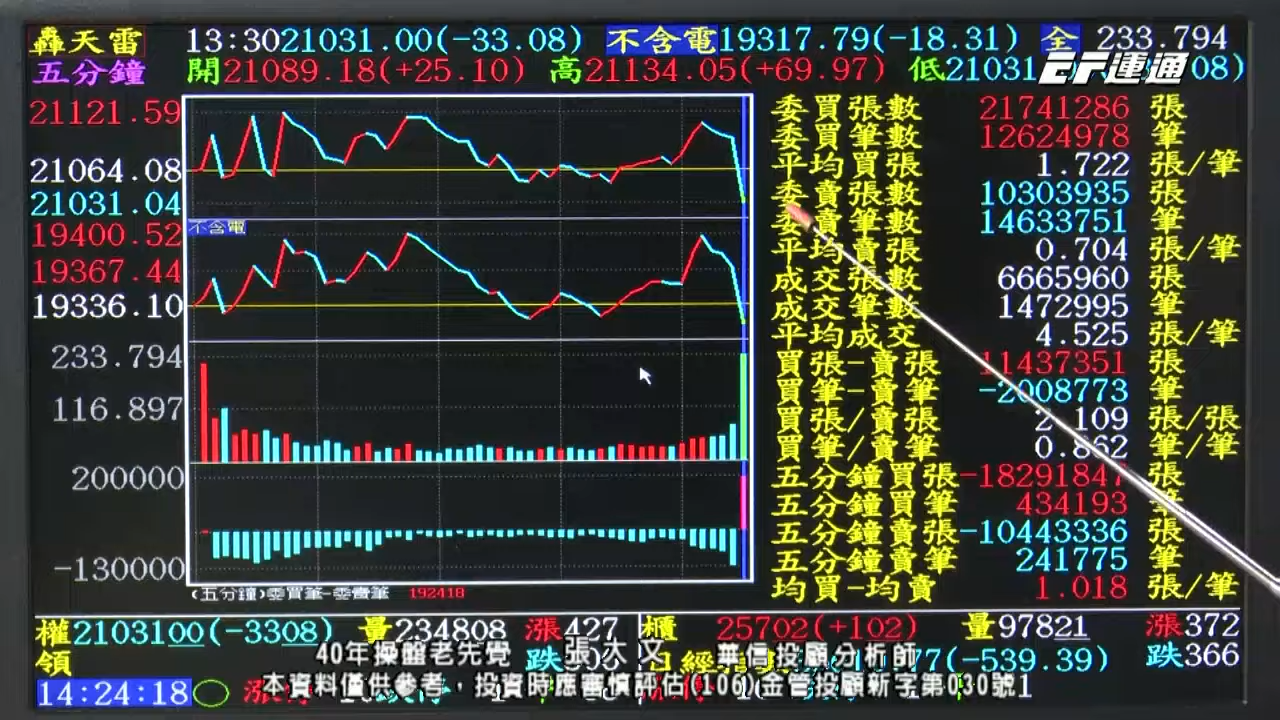 轟天雷 13:30 21031.00(-33.08) 不含電 19317.79(-18.31) 全 233.794
五分鐘 開21089.18(+25.10) 高21134.05(+69.97) 低21031 08)
EF運通
21121.59
21064.08
21031.04
不含電
19400.52
19367.44
19336.10
233.794
116.897
200000
-130000
(五分鐘)委買筆-委賣筆 192418
委買張數 21741286 張
委買筆數 12624978 筆
平均買張 1.722 張/筆
委賣張數 10303935 張
委賣筆數 14633751 筆
平均賣張 0.704 張/筆
成交張數 6665960 張
成交筆數 1472995 筆
平均成交 4.525 張/筆
買張-賣張 11437351 張
買筆-賣筆 -2008773 筆
買張/賣張 2.109 張/張
買筆/賣筆 0.862 筆/筆
五分鐘買張 -18291847 張
五分鐘買筆 434193 筆
五分鐘賣張 -10443336 張
五分鐘賣筆 241775 筆
均買-均賣 1.018 張/筆
權2103100(-3308) 量234808 漲427 櫃 25702(+102) 量97821 漲372
領 跌 (-539.39) 跌366
40年操盤老先覺 張大文 華信投顧分析師
14:24:18
本資料僅供參考，投資時應審慎評估(106)金管投顧新字第030號